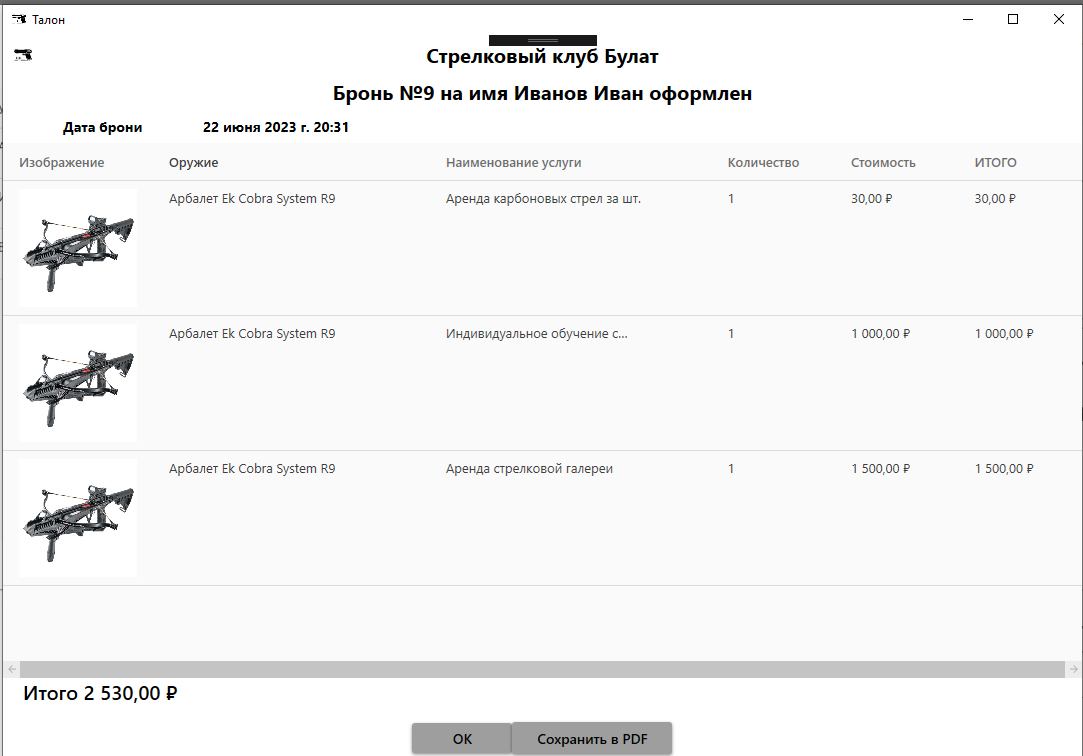 Талон
Стрелковый клуб Булат
Бронь №9 на имя Иванов Иван оформлен
Дата брони 22 июня 2023 г. 20:31
Изображение Оружие Наименование услуги Количество Стоимость ИТОГО
Арбалет Ek Cobra System R9 Аренда карбоновых стрел за шт. 1 30,00 ₽ 30,00 ₽
Арбалет Ek Cobra System R9 Индивидуальное обучение с... 1 1 000,00 ₽ 1 000,00 ₽
Арбалет Ek Cobra System R9 Аренда стрелковой галереи 1 1 500,00 ₽ 1 500,00 ₽
Итого 2 530,00 ₽
ОК Сохранить в PDF